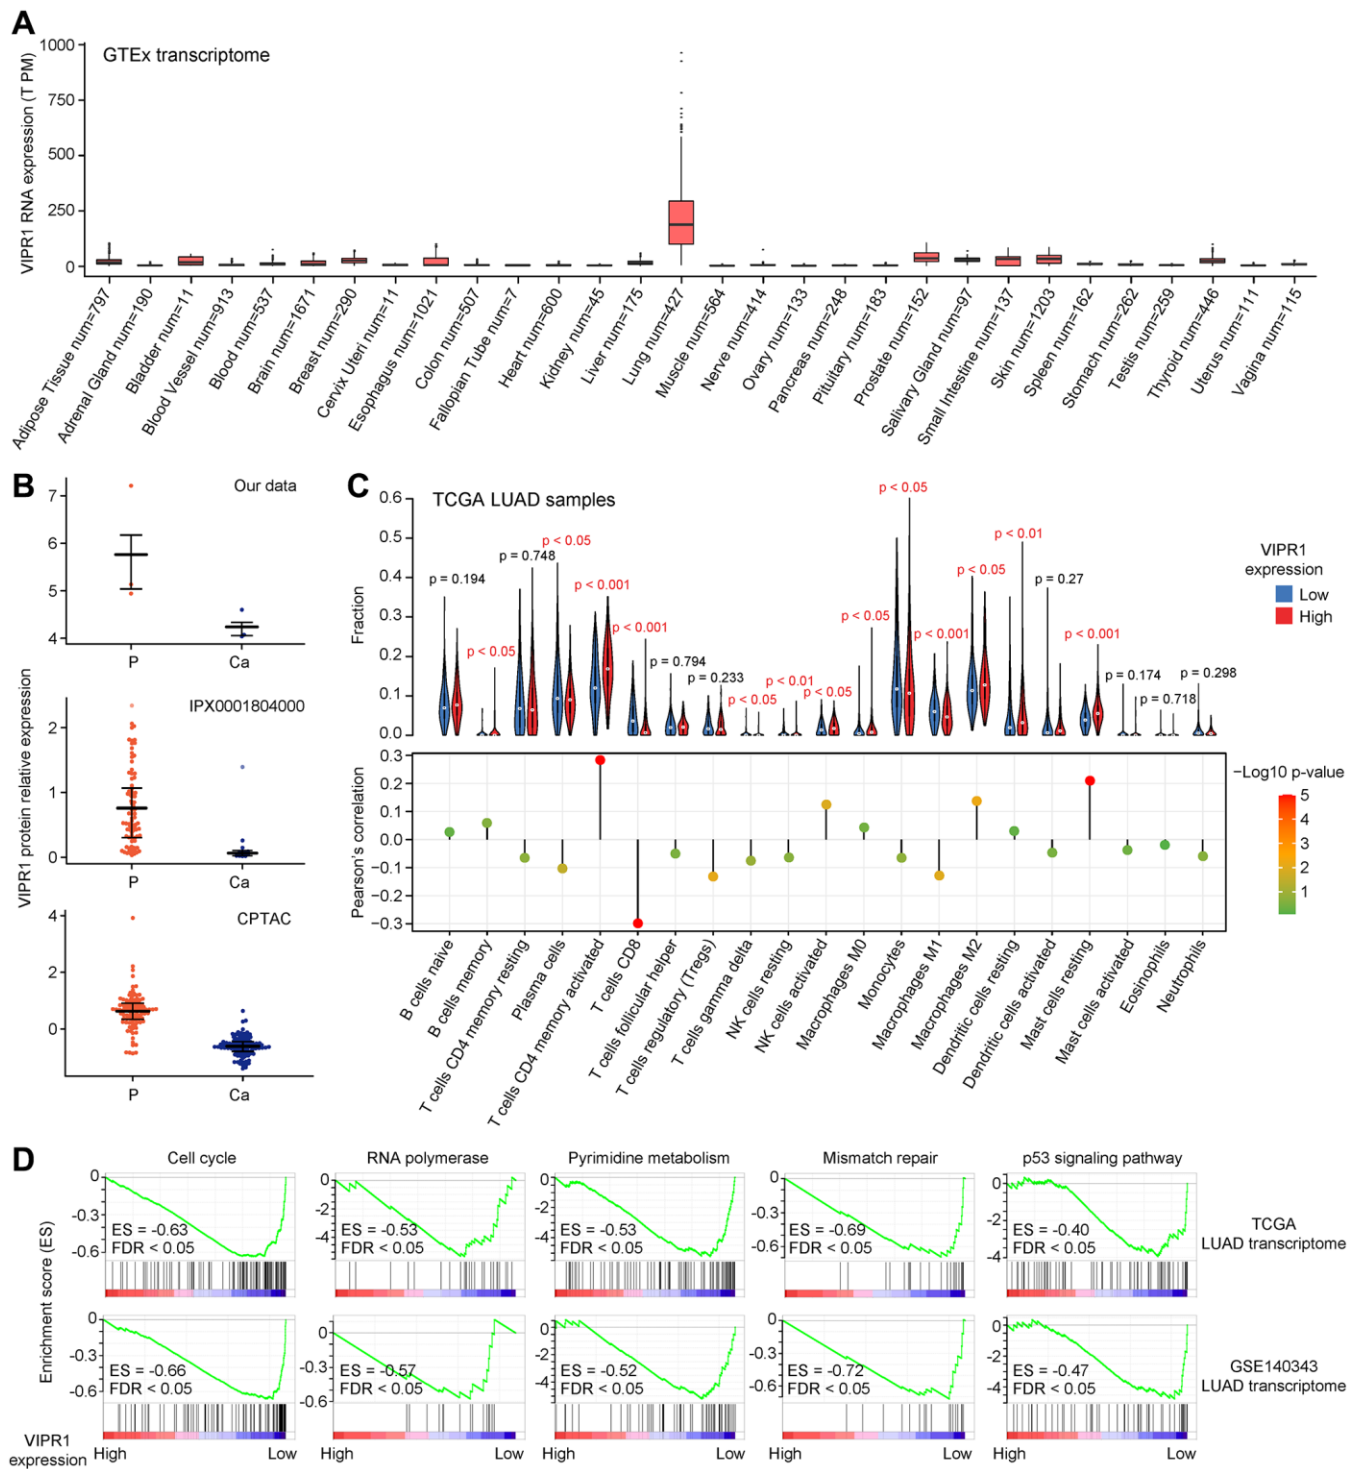 A
GTEx transcriptome
VIPR1 RNA expression (T PM)
1000
750
500
250
0
Adipose Tissue num=797
Adrenal Gland num=190
Bladder num=11
Blood Vessel num=913
Blood num=537
Brain num=1671
Breast num=290
Cervix Uteri num=11
Esophagus num=1021
Colon num=507
Fallopian Tube num=7
Heart num=600
Kidney num=45
Liver num=175
Lung num=427
Muscle num=564
Nerve num=414
Ovary num=133
Pancreas num=248
Pituitary num=183
Prostate num=152
Salivary Gland num=97
Small Intestine num=137
Skin num=1203
Spleen num=162
Stomach num=262
Testis num=259
Thyroid num=446
Uterus num=111
Vagina num=115
B
VIPR1 protein relative expression
Our data
7
6
5
4
P Ca
IPX0001804000
2
1
0
P Ca
CPTAC
4
2
0
P Ca
C
TCGA LUAD samples
Fraction
0.6
0.5
0.4
0.3
0.2
0.1
0.0
p = 0.194
p < 0.05
p = 0.748
p < 0.05
p < 0.001
p < 0.001
p = 0.794
p = 0.233
p < 0.05
p < 0.01
p < 0.05
p < 0.05
p < 0.05
p < 0.001
p < 0.05
p < 0.01
p = 0.27
p < 0.001
p = 0.174
p = 0.718
p = 0.298
VIPR1
expression
Low
High
Pearson's correlation
0.3
0.2
0.1
0.0
−0.1
−0.2
−0.3
−Log10 p-value
5
4
3
2
1
B cells naive
B cells memory
T cells CD4 memory resting
Plasma cells
T cells CD4 memory activated
T cells CD8
T cells follicular helper
T cells regulatory (Tregs)
T cells gamma delta
NK cells resting
NK cells activated
Macrophages M0
Monocytes
Macrophages M1
Macrophages M2
Dendritic cells resting
Dendritic cells activated
Mast cells resting
Mast cells activated
Eosinophils
Neutrophils
D
Enrichment score (ES)
Cell cycle
0
-0.3
-0.6
ES = -0.63
FDR < 0.05
RNA polymerase
0
-2
-4
ES = -0.53
FDR < 0.05
Pyrimidine metabolism
0
-2
-4
ES = -0.53
FDR < 0.05
Mismatch repair
0
-0.3
-0.6
ES = -0.69
FDR < 0.05
p53 signaling pathway
0
-2
-4
ES = -0.40
FDR < 0.05
TCGA
LUAD transcriptome
0
-0.3
-0.6
ES = -0.66
FDR < 0.05
0
-0.3
-0.6
ES = -0.57
FDR < 0.05
0
-2
-4
ES = -0.52
FDR < 0.05
0
-0.3
-0.6
ES = -0.72
FDR < 0.05
0
-2
-4
ES = -0.47
FDR < 0.05
GSE140343
LUAD transcriptome
VIPR1
expression
High Low
High Low
High Low
High Low
High Low